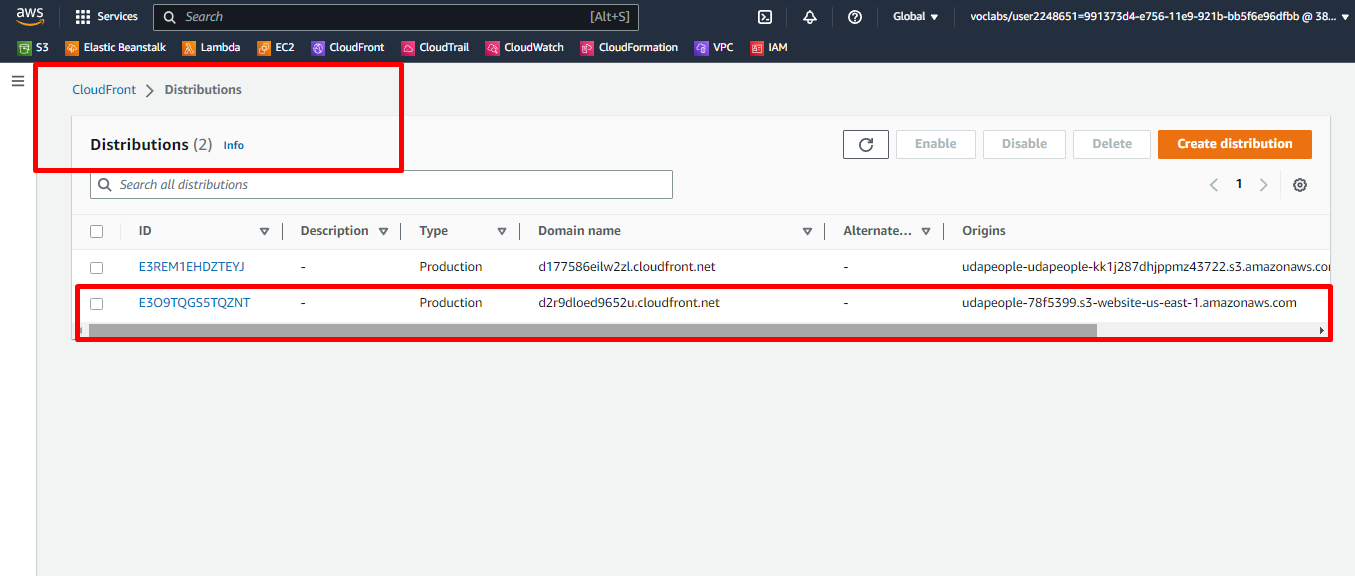 aws Services Search [Alt+S] Global voclabs/user2248651=991373d4-e756-11e9-921b-bb5f6e96dfbb @ 38...
S3 Elastic Beanstalk Lambda EC2 CloudFront CloudTrail CloudWatch CloudFormation VPC IAM
CloudFront > Distributions
Distributions (2) Info Enable Disable Delete Create distribution
Search all distributions 1
ID Description Type Domain name Alternate... Origins
E3REM1EHDZTEYJ - Production d177586eilw2zl.cloudfront.net - udapeople-udapeople-kk1j287dhjppmz43722.s3.amazonaws.co
E3O9TQGS5TQZNT - Production d2r9dloed9652u.cloudfront.net - udapeople-78f5399.s3-website-us-east-1.amazonaws.com